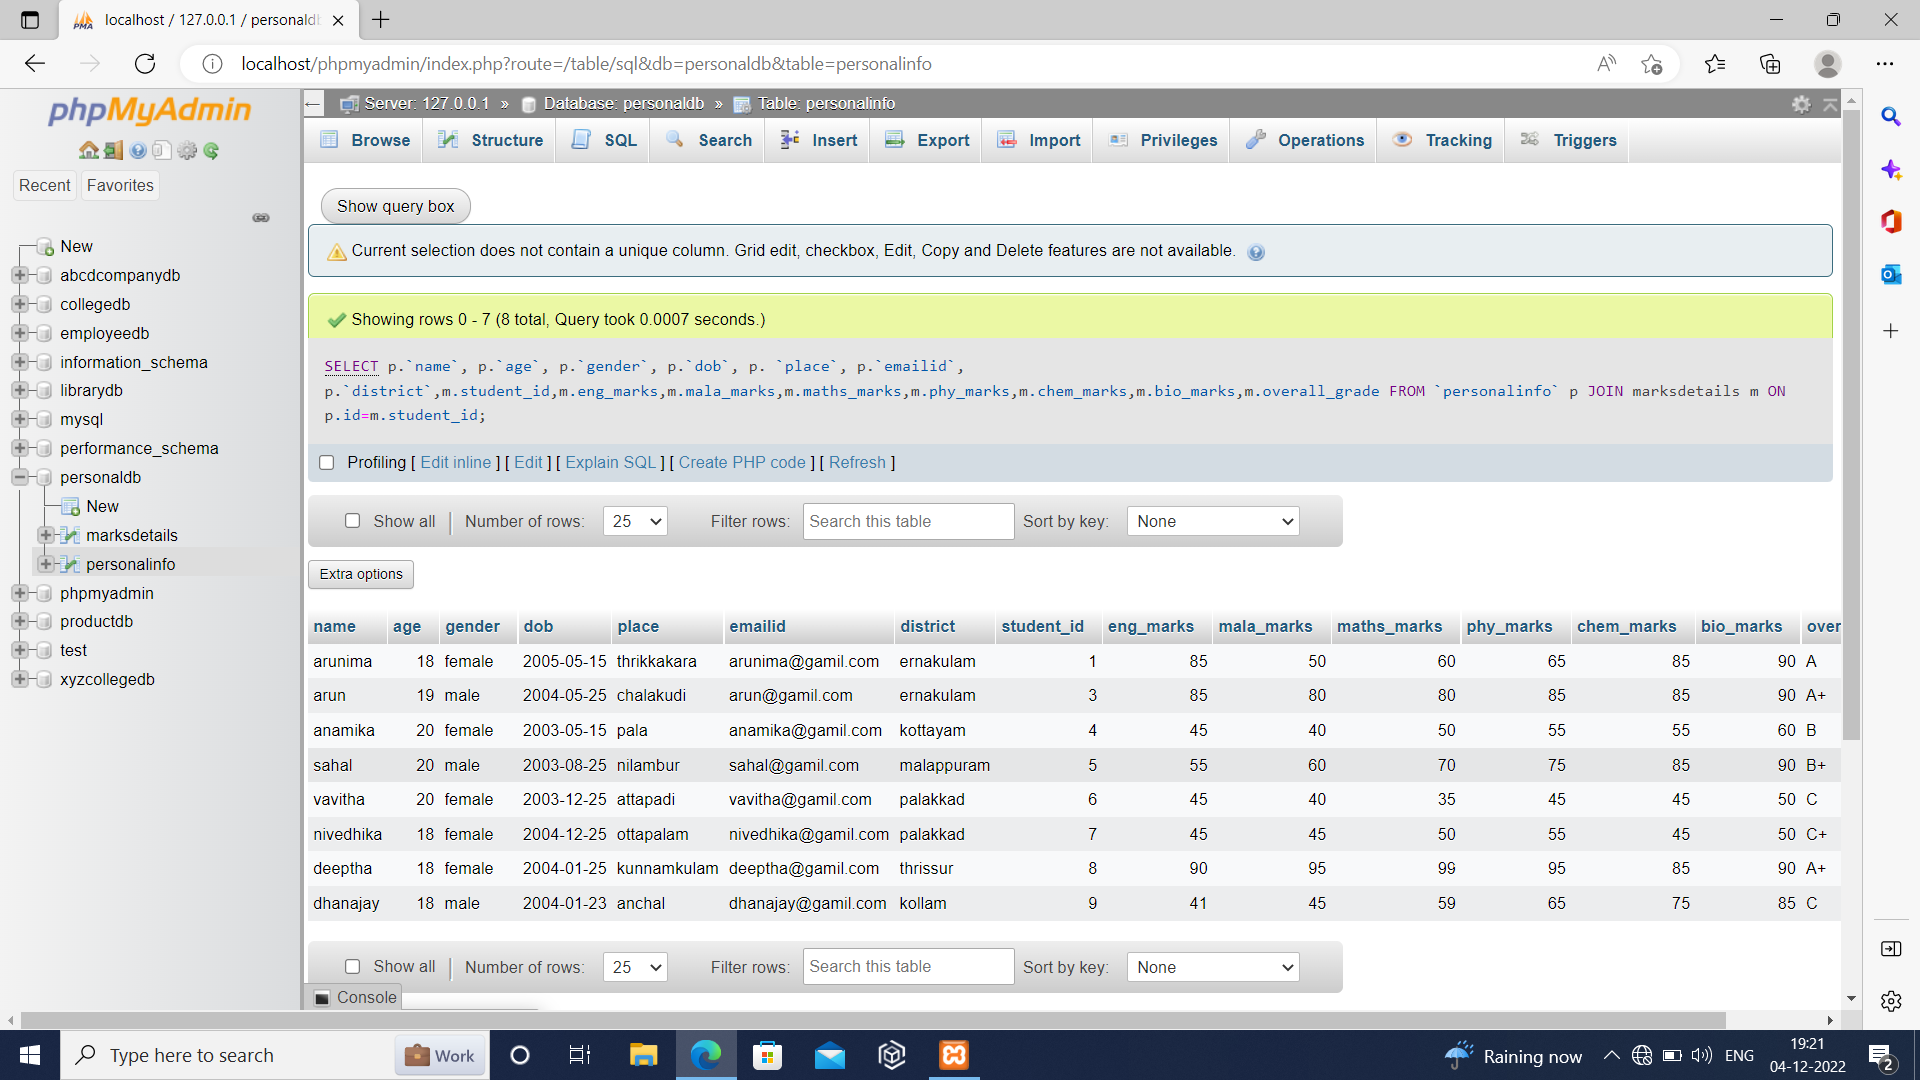 localhost / 127.0.0.1 / personaldb
localhost/phpmyadmin/index.php?route=/table/sql&db=personaldb&table=personalinfo
phpMyAdmin
Recent Favorites
New
abcdcompanydb
collegedb
employeedb
information_schema
librarydb
mysql
performance_schema
personaldb
New
marksdetails
personalinfo
phpmyadmin
productdb
test
xyzcollegedb
Server: 127.0.0.1 » Database: personaldb » Table: personalinfo
Browse Structure SQL Search Insert Export Import Privileges Operations Tracking Triggers
Show query box
Current selection does not contain a unique column. Grid edit, checkbox, Edit, Copy and Delete features are not available.
Showing rows 0 - 7 (8 total, Query took 0.0007 seconds.)
SELECT p.`name`, p.`age`, p.`gender`, p.`dob`, p. `place`, p.`emailid`,
p.`district`,m.student_id,m.eng_marks,m.mala_marks,m.maths_marks,m.phy_marks,m.chem_marks,m.bio_marks,m.overall_grade FROM `personalinfo` p JOIN marksdetails m ON
p.id=m.student_id;
Profiling [ Edit inline ] [ Edit ] [ Explain SQL ] [ Create PHP code ] [ Refresh ]
Show all | Number of rows: 25 Filter rows: Search this table Sort by key: None
Extra options
name age gender dob place emailid district student_id eng_marks mala_marks maths_marks phy_marks chem_marks bio_marks over
arunima 18 female 2005-05-15 thrikkakara arunima@gamil.com ernakulam 1 85 50 60 65 85 90 A
arun 19 male 2004-05-25 chalakudi arun@gamil.com ernakulam 3 85 80 80 85 85 90 A+
anamika 20 female 2003-05-15 pala anamika@gamil.com kottayam 4 45 40 50 55 55 60 B
sahal 20 male 2003-08-25 nilambur sahal@gamil.com malappuram 5 55 60 70 75 85 90 B+
vavitha 20 female 2003-12-25 attapadi vavitha@gamil.com palakkad 6 45 40 35 45 45 50 C
nivedhika 18 female 2004-12-25 ottapalam nivedhika@gamil.com palakkad 7 45 45 50 55 45 50 C+
deeptha 18 female 2004-01-25 kunnamkulam deeptha@gamil.com thrissur 8 90 95 99 95 85 90 A+
dhanajay 18 male 2004-01-23 anchal dhanajay@gamil.com kollam 9 41 45 59 65 75 85 C
Show all | Number of rows: 25 Filter rows: Search this table Sort by key: None
Console
Type here to search Work Raining now ENG 19:21
04-12-2022 2